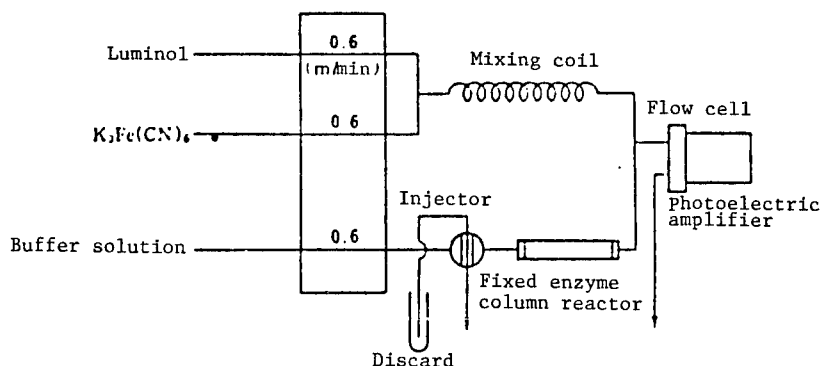 Luminol
0.6
(m/min)
Mixing coil
K₃Fe(CN)₆
0 6
Flow cell
Injector
Photoelectric
amplifier
Buffer solution
0.6
Fixed enzyme
column reactor
Discard